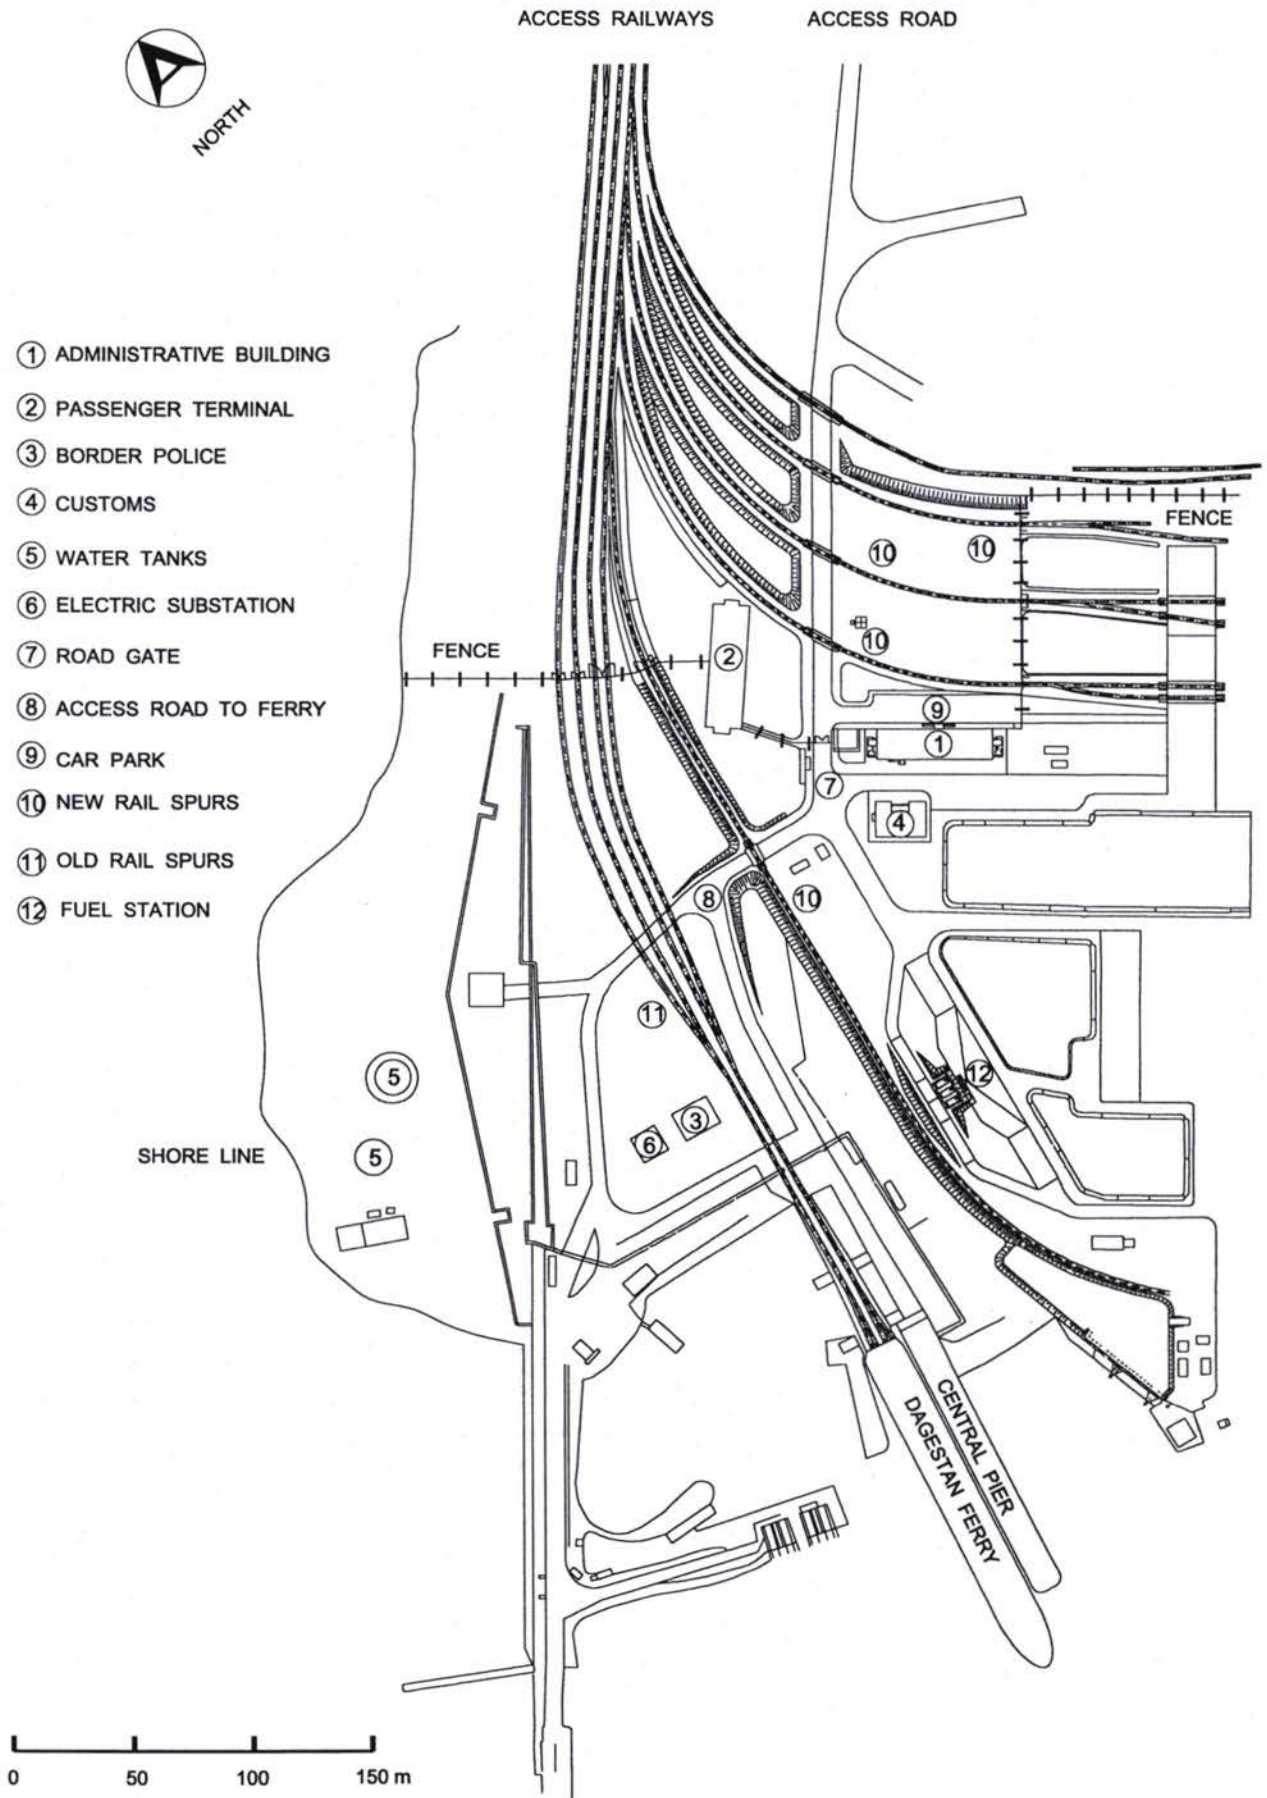 ACCESS RAILWAYS
ACCESS ROAD
NORTH
1 ADMINISTRATIVE BUILDING
2 PASSENGER TERMINAL
3 BORDER POLICE
4 CUSTOMS
5 WATER TANKS
6 ELECTRIC SUBSTATION
7 ROAD GATE
8 ACCESS ROAD TO FERRY
9 CAR PARK
10 NEW RAIL SPURS
11 OLD RAIL SPURS
12 FUEL STATION
FENCE
10
10
10
FENCE
2
9
1
7
4
8
10
11
5
12
3
6
5
SHORE LINE
CENTRAL PIER
DAGESTAN FERRY
0 50 100 150 m